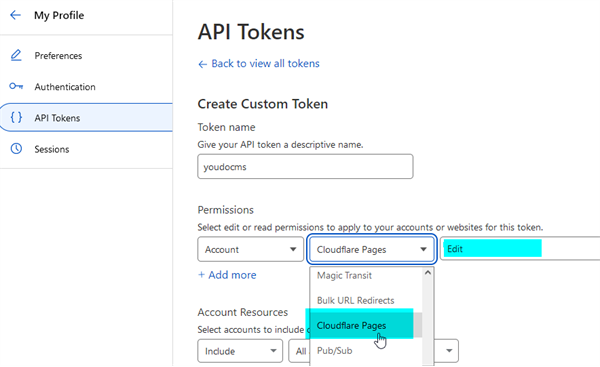 ← My Profile
Preferences
Authentication
{ } API Tokens
Sessions
API Tokens
← Back to view all tokens
Create Custom Token
Token name
Give your API token a descriptive name.
youdocms
Permissions
Select edit or read permissions to apply to your accounts or websites for this token.
Account Cloudflare Pages Edit
+ Add more
Magic Transit
Bulk URL Redirects
Cloudflare Pages
Pub/Sub
Account Resources
Select accounts to include
Include All